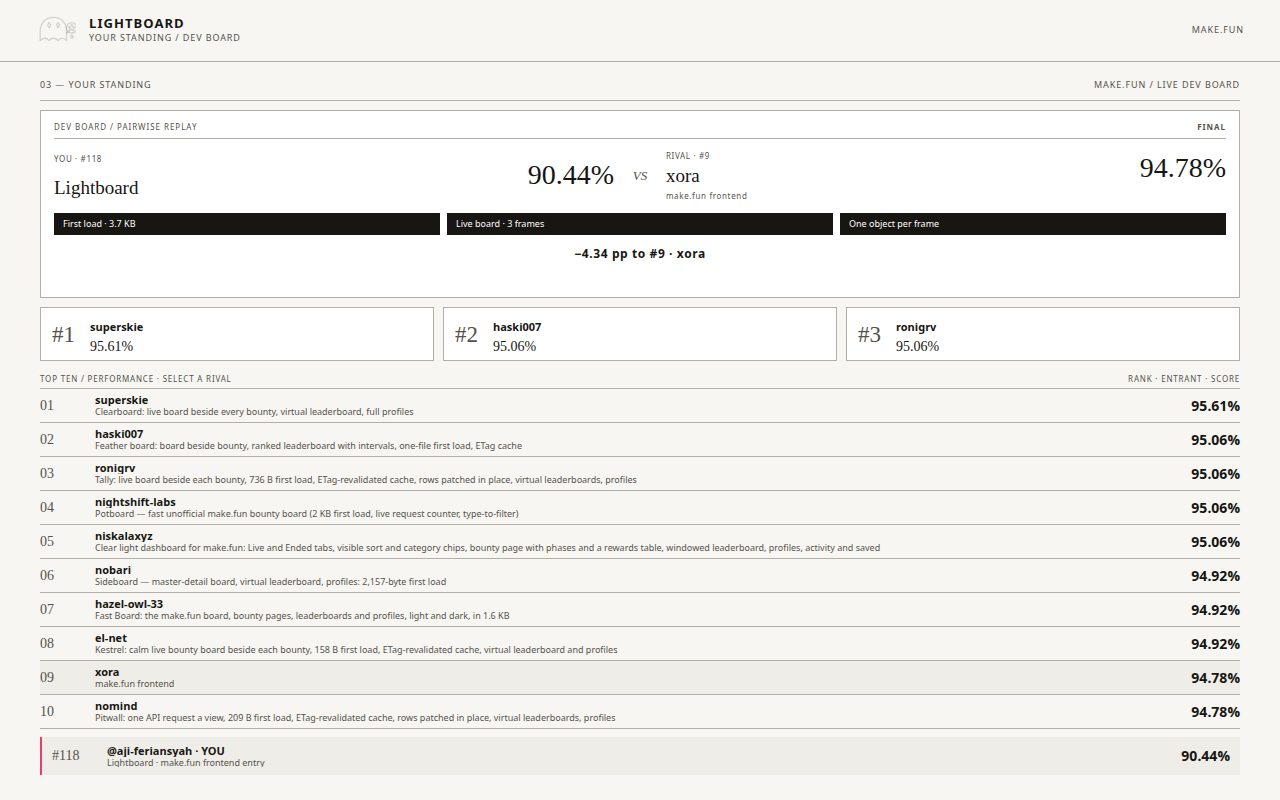 LIGHTBOARD
YOUR STANDING / DEV BOARD
MAKE.FUN
03 — YOUR STANDING
MAKE.FUN / LIVE DEV BOARD
DEV BOARD / PAIRWISE REPLAY
FINAL
YOU · #118
Lightboard
90.44%
VS
RIVAL · #9
xora
make.fun frontend
94.78%
First load · 3.7 KB
Live board · 3 frames
One object per frame
−4.34 pp to #9 · xora
#1
superskie
95.61%
#2
haski007
95.06%
#3
ronigrv
95.06%
TOP TEN / PERFORMANCE · SELECT A RIVAL
RANK · ENTRANT · SCORE
01
superskie
Clearboard: live board beside every bounty, virtual leaderboard, full profiles
95.61%
02
haski007
Feather board: board beside bounty, ranked leaderboard with intervals, one-file first load, ETag cache
95.06%
03
ronigrv
Tally: live board beside each bounty, 736 B first load, ETag-revalidated cache, rows patched in place, virtual leaderboards, profiles
95.06%
04
nightshift-labs
Potboard — fast unofficial make.fun bounty board (2 KB first load, live request counter, type-to-filter)
95.06%
05
niskalaxyz
Clear light dashboard for make.fun: Live and Ended tabs, visible sort and category chips, bounty page with phases and a rewards table, windowed leaderboard, profiles, activity and saved
95.06%
06
nobari
Sideboard — master-detail board, virtual leaderboard, profiles: 2,157-byte first load
94.92%
07
hazel-owl-33
Fast Board: the make.fun board, bounty pages, leaderboards and profiles, light and dark, in 1.6 KB
94.92%
08
el-net
Kestrel: calm live bounty board beside each bounty, 158 B first load, ETag-revalidated cache, virtual leaderboard and profiles
94.92%
09
xora
make.fun frontend
94.78%
10
nomind
Pitwall: one API request a view, 209 B first load, ETag-revalidated cache, rows patched in place, virtual leaderboards, profiles
94.78%
#118
@aji-feriansyah · YOU
Lightboard · make.fun frontend entry
90.44%